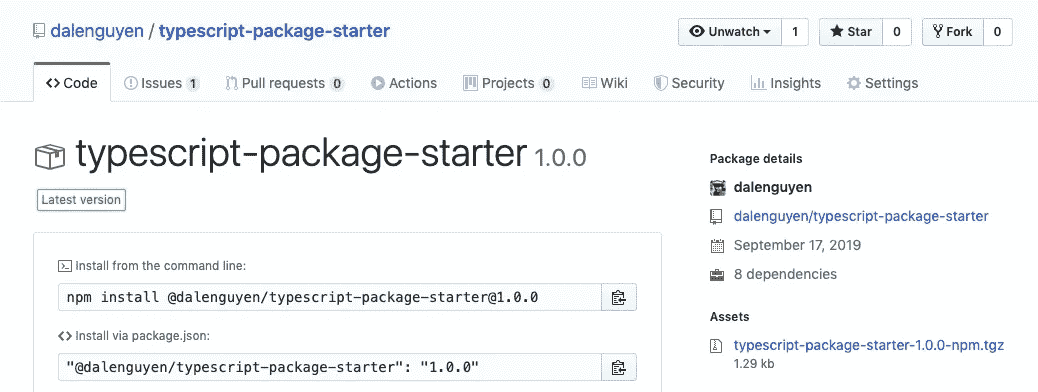 dalenguyen / typescript-package-starter
Unwatch 1 Star 0 Fork 0
Code Issues 1 Pull requests 0 Actions Projects 0 Wiki Security Insights Settings
typescript-package-starter 1.0.0
Latest version
Install from the command line:
npm install @dalenguyen/typescript-package-starter@1.0.0
Install via package.json:
"@dalenguyen/typescript-package-starter": "1.0.0"
Package details
dalenguyen
dalenguyen/typescript-package-starter
September 17, 2019
8 dependencies
Assets
typescript-package-starter-1.0.0-npm.tgz
1.29 kb